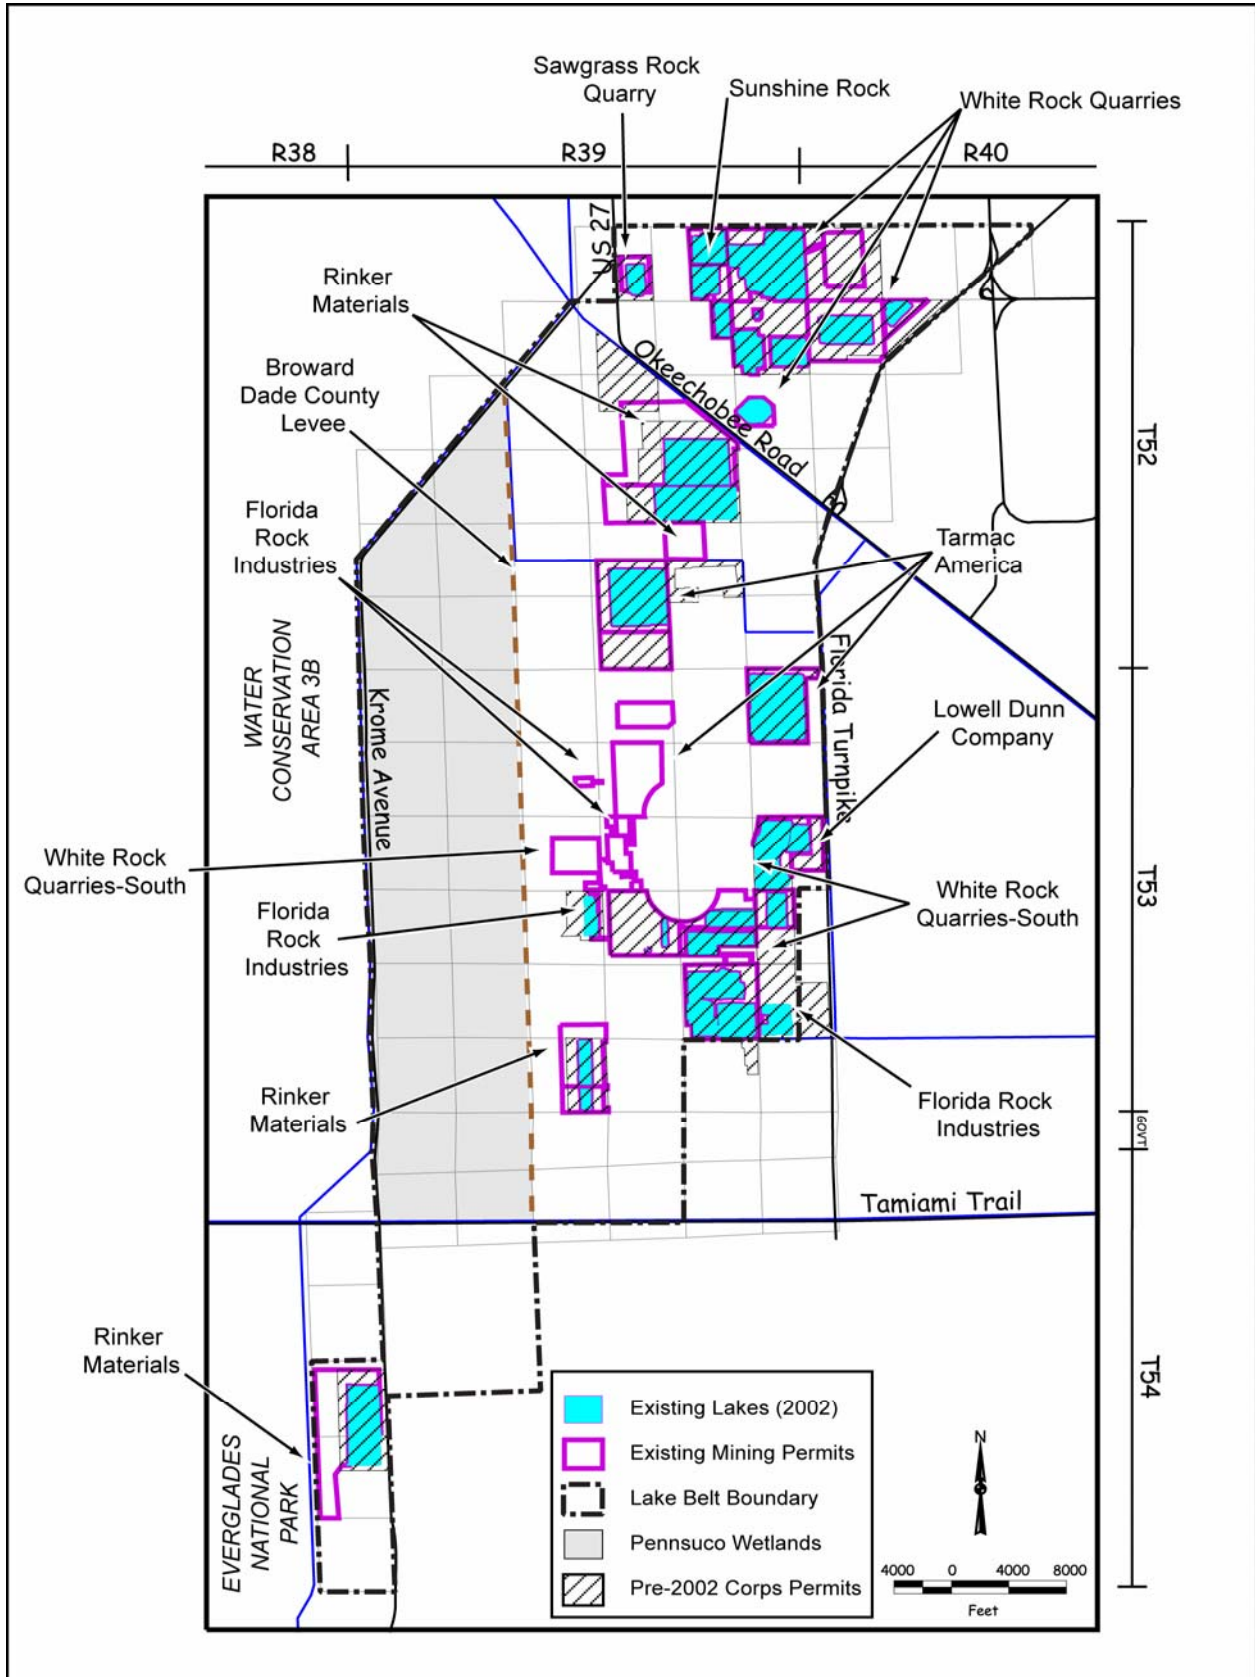 Sawgrass Rock
Quarry
Sunshine Rock
White Rock Quarries
R38
R39
R40
US 27
Rinker
Materials
Broward
Dade County
Levee
Okeechobee Road
T52
Florida
Rock
Industries
Tarmac
America
WATER
CONSERVATION
AREA 3B
Krome Avenue
Florida Turnpike
Lowell Dunn
Company
White Rock
Quarries-South
T53
White Rock
Quarries-South
Florida
Rock
Industries
Rinker
Materials
Florida Rock
Industries
GOVT
Tamiami Trail
Rinker
Materials
T54
EVERGLADES
NATIONAL
PARK
Existing Lakes (2002)
Existing Mining Permits
Lake Belt Boundary
Pennsuco Wetlands
Pre-2002 Corps Permits
N
4000 0 4000 8000
Feet